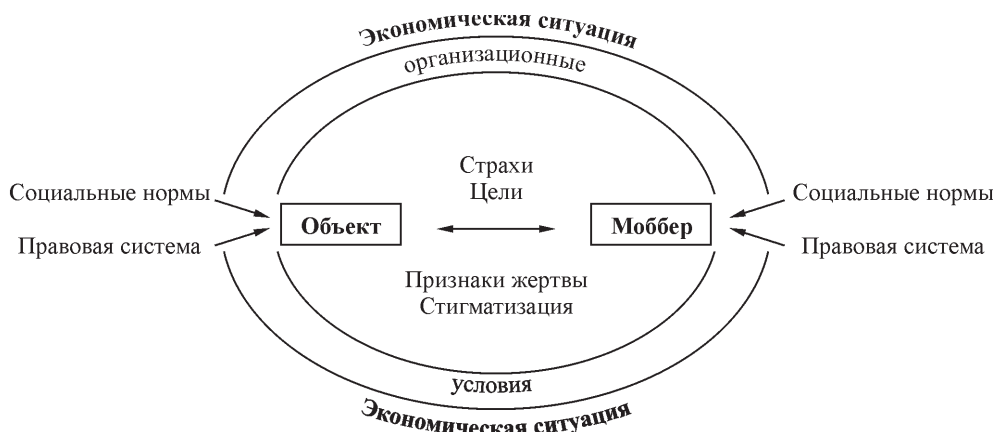 Экономическая ситуация
организационные
Страхи
Цели
Социальные нормы
Социальные нормы
Объект
Моббер
Правовая система
Правовая система
Признаки жертвы
Стигматизация
условия
Экономическая ситуация